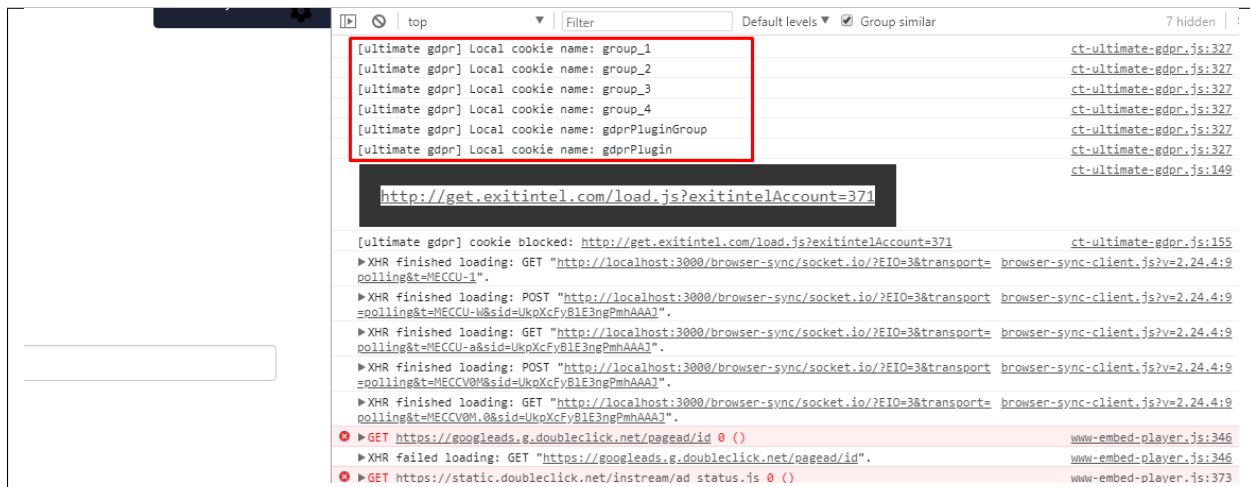 top ▼ Filter Default levels ▼ Group similar 7 hidden
[ultimate gdpr] Local cookie name: group_1 ct-ultimate-gdpr.js:327
[ultimate gdpr] Local cookie name: group_2 ct-ultimate-gdpr.js:327
[ultimate gdpr] Local cookie name: group_3 ct-ultimate-gdpr.js:327
[ultimate gdpr] Local cookie name: group_4 ct-ultimate-gdpr.js:327
[ultimate gdpr] Local cookie name: gdprPluginGroup ct-ultimate-gdpr.js:327
[ultimate gdpr] Local cookie name: gdprPlugin ct-ultimate-gdpr.js:327
ct-ultimate-gdpr.js:149
http://get.exitintel.com/load.js?exitintelAccount=371
[ultimate gdpr] cookie blocked: http://get.exitintel.com/load.js?exitintelAccount=371 ct-ultimate-gdpr.js:155
▶XHR finished loading: GET "http://localhost:3000/browser-sync/socket.io/?EIO=3&transport= browser-sync-client.js?v=2.24.4:9
polling&t=MECCU-1".
▶XHR finished loading: POST "http://localhost:3000/browser-sync/socket.io/?EIO=3&transport browser-sync-client.js?v=2.24.4:9
=polling&t=MECCU-W&sid=UkpXcFyBlE3ngPmhAAAJ".
▶XHR finished loading: GET "http://localhost:3000/browser-sync/socket.io/?EIO=3&transport= browser-sync-client.js?v=2.24.4:9
polling&t=MECCU-a&sid=UkpXcFyBlE3ngPmhAAAJ".
▶XHR finished loading: POST "http://localhost:3000/browser-sync/socket.io/?EIO=3&transport browser-sync-client.js?v=2.24.4:9
=polling&t=MECCV0M&sid=UkpXcFyBlE3ngPmhAAAJ".
▶XHR finished loading: GET "http://localhost:3000/browser-sync/socket.io/?EIO=3&transport= browser-sync-client.js?v=2.24.4:9
polling&t=MECCV0M.0&sid=UkpXcFyBlE3ngPmhAAAJ".
▶GET https://googleads.g.doubleclick.net/pagead/id 0 () www-embed-player.js:346
▶XHR failed loading: GET "https://googleads.g.doubleclick.net/pagead/id". www-embed-player.js:346
▶GET https://static.doubleclick.net/instream/ad_status.js 0 () www-embed-player.js:373